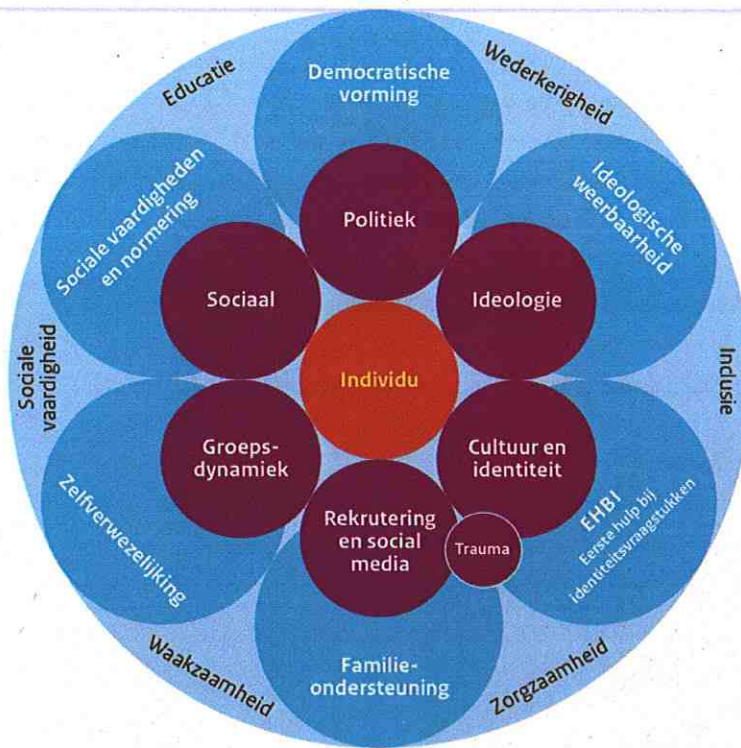 Educatie
Wederkerigheid
Inclusie
Zorgzaamheid
Waakzaamheid
Sociale
vaardigheid
Democratische
vorming
Ideologische
weerbaarheid
EHBI
Eerste hulp bij
identiteitsvraagstukken
Familie-
ondersteuning
Zelfverwezelijking
Sociale vaardigheden
en normering
Politiek
Ideologie
Cultuur en
identiteit
Trauma
Rekrutering
en social
media
Groeps-
dynamiek
Sociaal
Individu